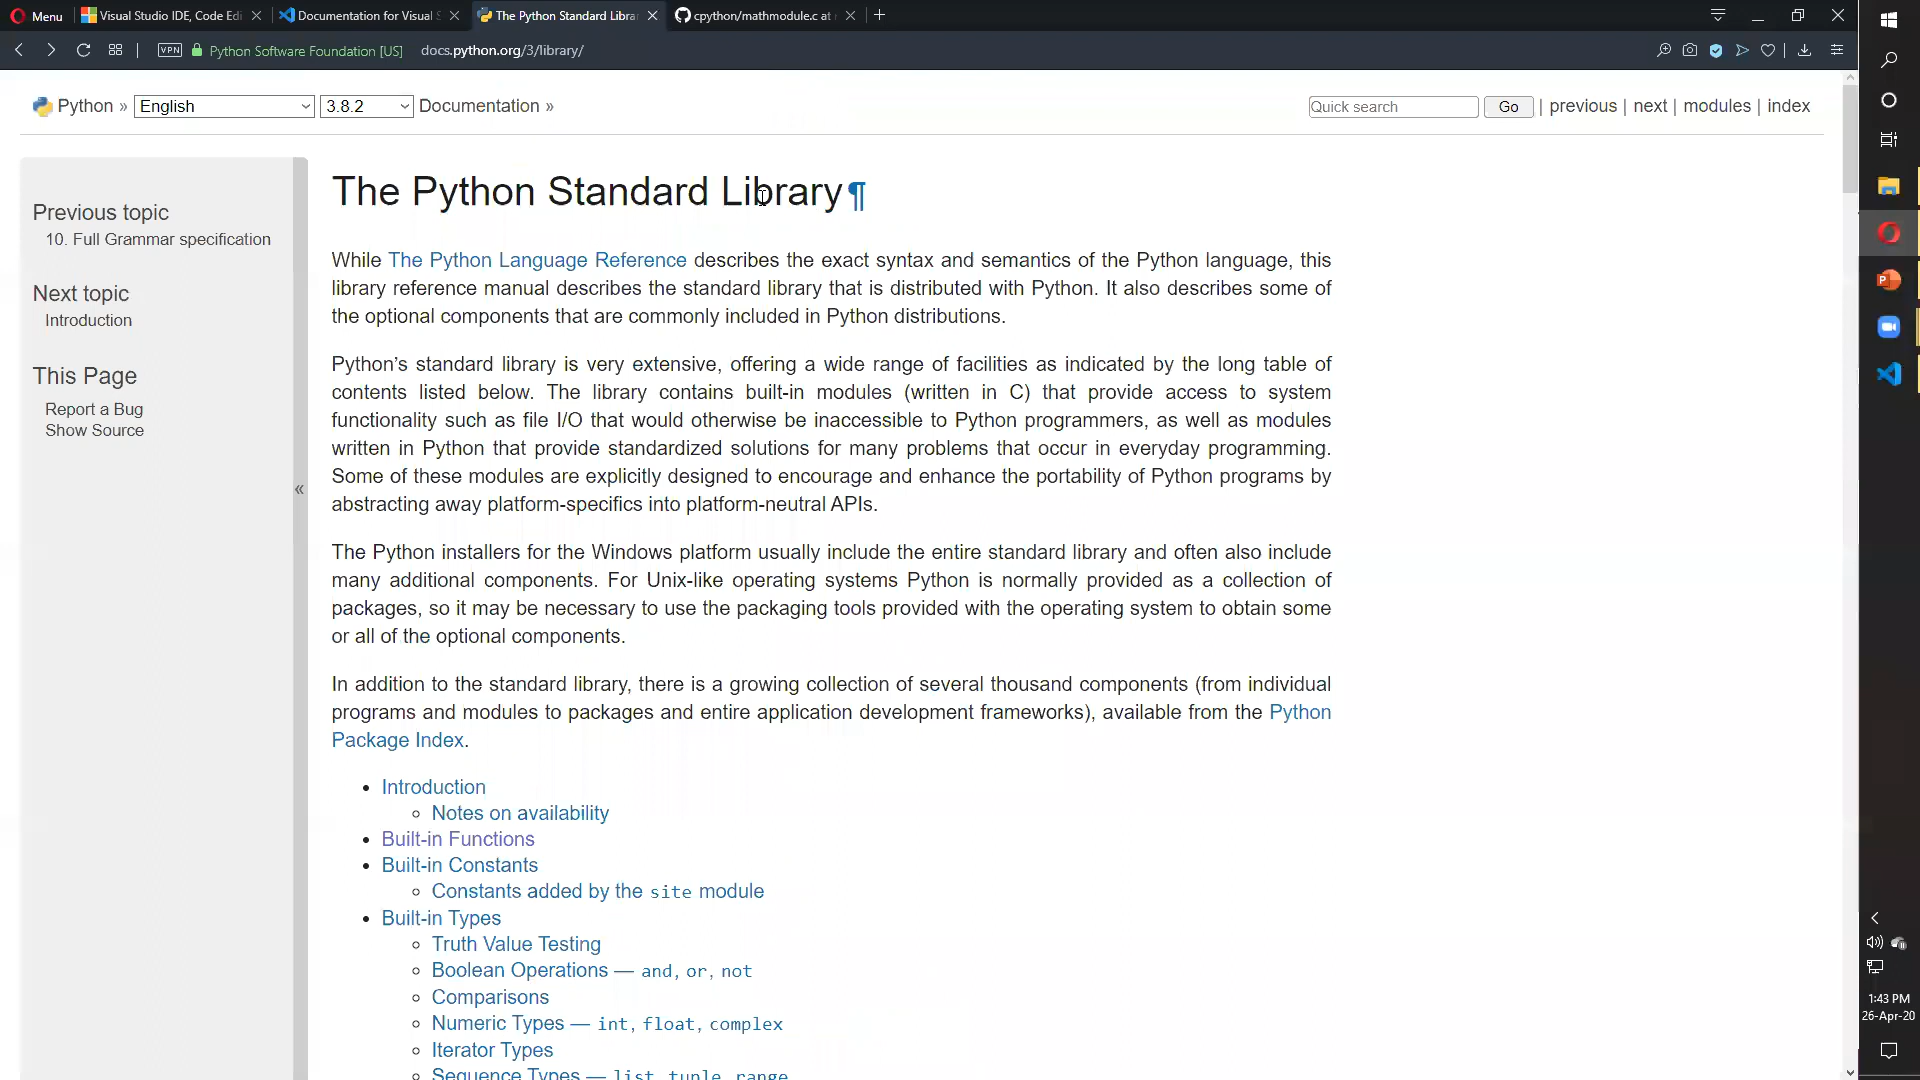 Menu
Visual Studio IDE, Code Edi
Documentation for Visual S
The Python Standard Libra
cpython/mathmodule.c at
VPN
Python Software Foundation [US]
docs.python.org/3/library/
Python »
English
3.8.2
Documentation »
Quick search
Go
| previous | next | modules | index
Previous topic
10. Full Grammar specification
Next topic
Introduction
This Page
Report a Bug
Show Source
«
The Python Standard Library¶
While The Python Language Reference describes the exact syntax and semantics of the Python language, this
library reference manual describes the standard library that is distributed with Python. It also describes some of
the optional components that are commonly included in Python distributions.
Python’s standard library is very extensive, offering a wide range of facilities as indicated by the long table of
contents listed below. The library contains built-in modules (written in C) that provide access to system
functionality such as file I/O that would otherwise be inaccessible to Python programmers, as well as modules
written in Python that provide standardized solutions for many problems that occur in everyday programming.
Some of these modules are explicitly designed to encourage and enhance the portability of Python programs by
abstracting away platform-specifics into platform-neutral APIs.
The Python installers for the Windows platform usually include the entire standard library and often also include
many additional components. For Unix-like operating systems Python is normally provided as a collection of
packages, so it may be necessary to use the packaging tools provided with the operating system to obtain some
or all of the optional components.
In addition to the standard library, there is a growing collection of several thousand components (from individual
programs and modules to packages and entire application development frameworks), available from the Python
Package Index.
• Introduction
◦ Notes on availability
• Built-in Functions
• Built-in Constants
◦ Constants added by the site module
• Built-in Types
◦ Truth Value Testing
◦ Boolean Operations — and, or, not
◦ Comparisons
◦ Numeric Types — int, float, complex
◦ Iterator Types
◦ Sequence Types — list, tuple, range
1:43 PM
26-Apr-20